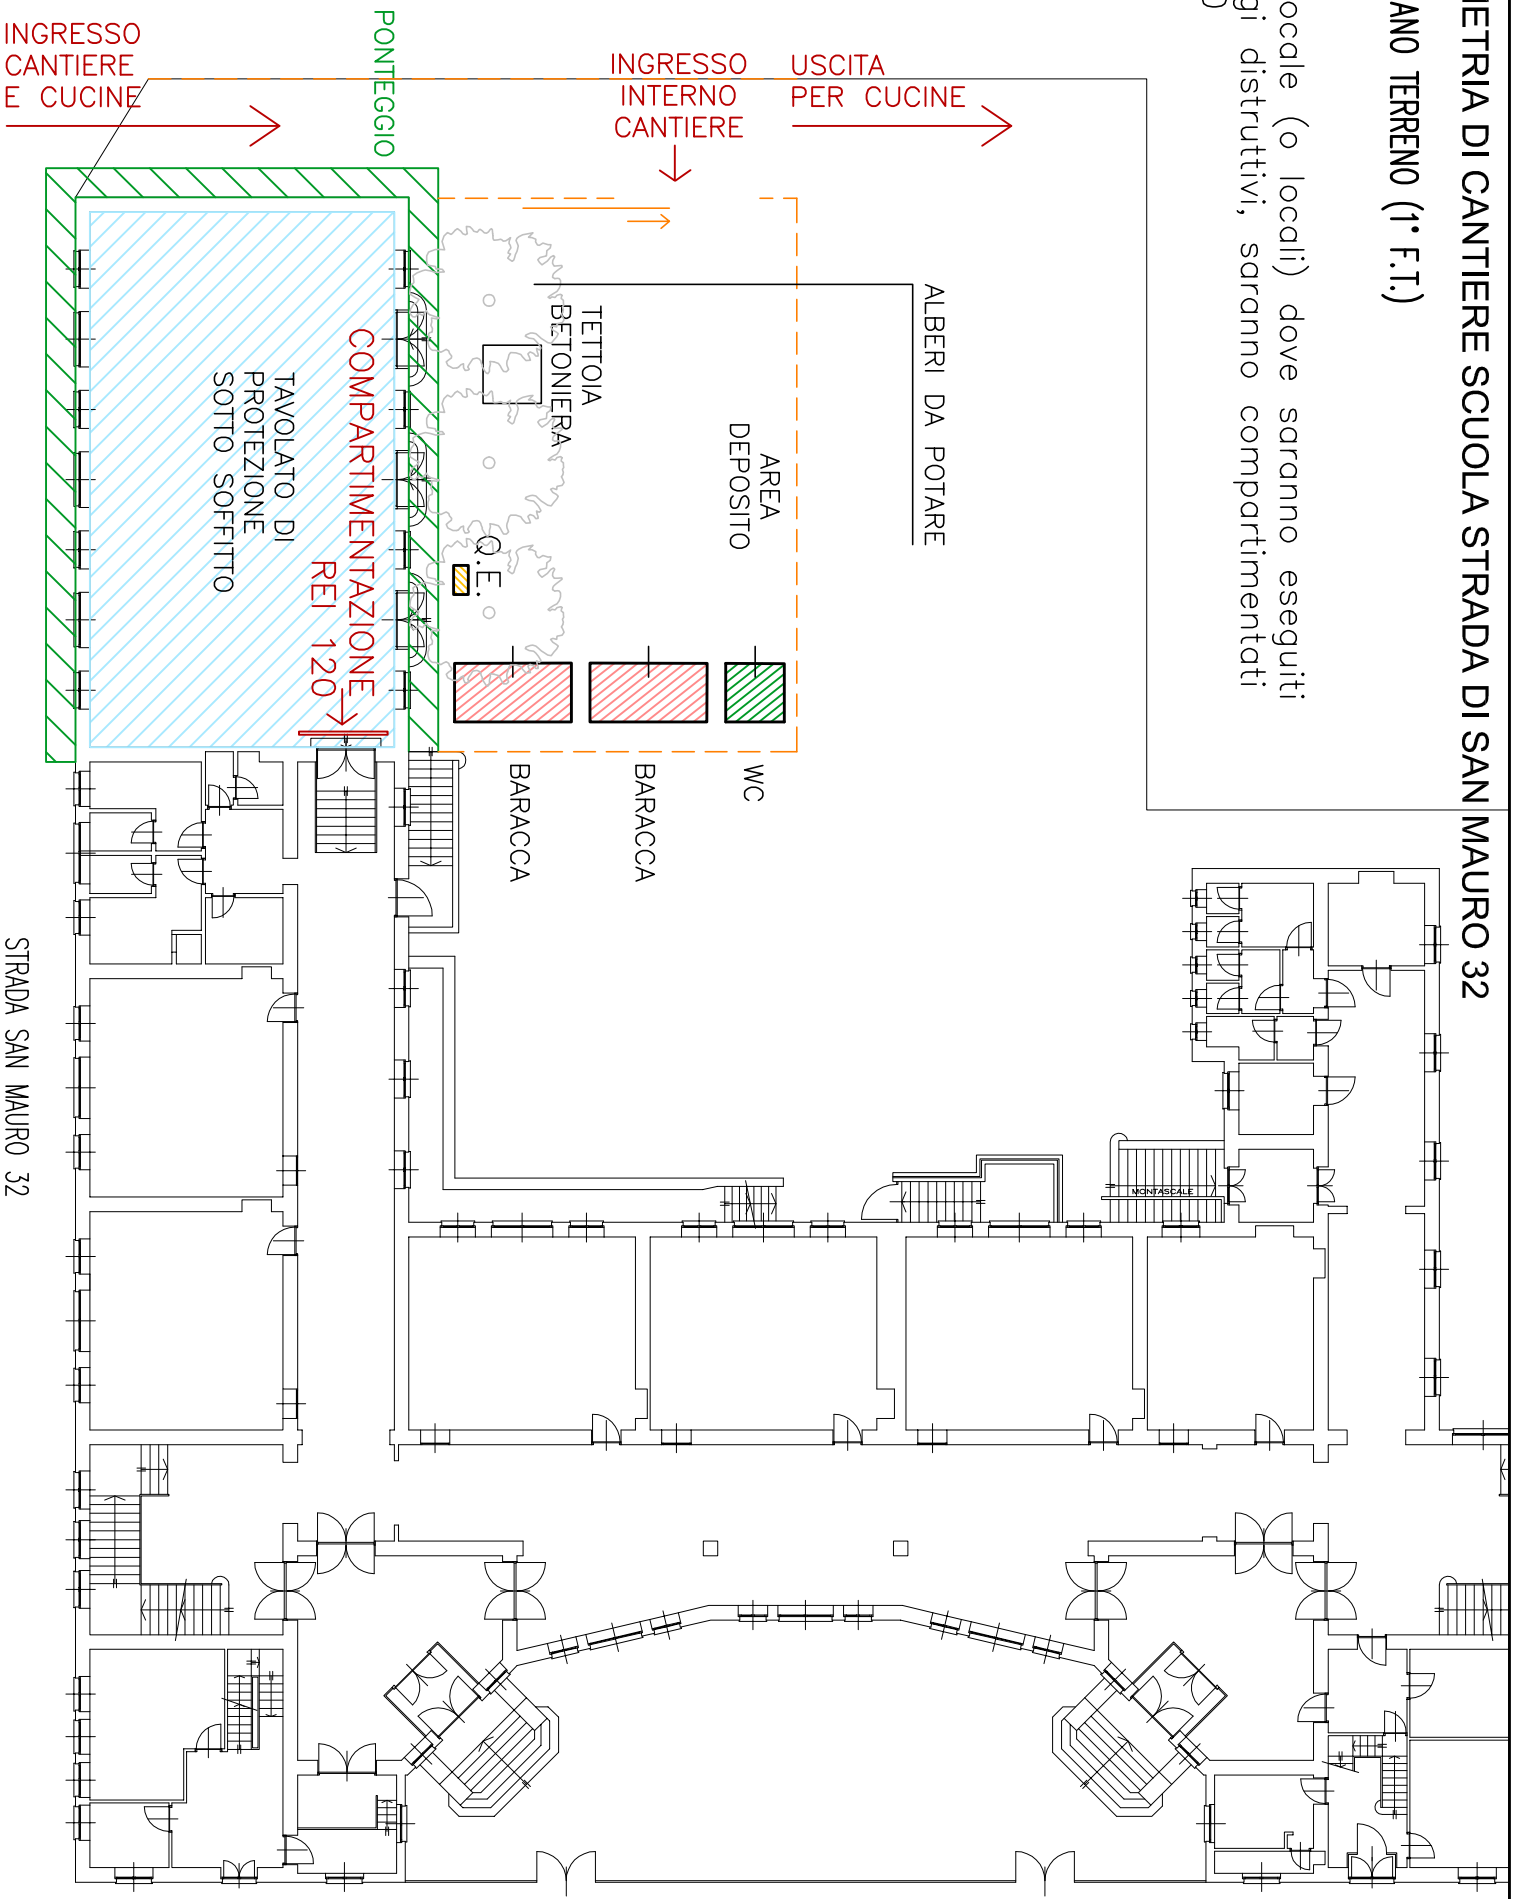 IETRIA DI CANTIERE SCUOLA STRADA DI SAN MAURO 32
ANO TERRENO (1° F.T.)
ocale (o locali) dove saranno eseguiti
gi distruttivi, saranno compartimentati
INGRESSO
CANTIERE
E CUCINE
PONTEGGIO
INGRESSO
INTERNO
CANTIERE
USCITA
PER CUCINE
ALBERI DA POTARE
TETTOIA
BETONIERA
AREA
DEPOSITO
Q.E.
COMPARTIMENTAZIONE
REI 120
TAVOLATO DI
PROTEZIONE
SOTTO SOFFITTO
WC
BARACCA
BARACCA
MONTASCALE
STRADA SAN MAURO 32